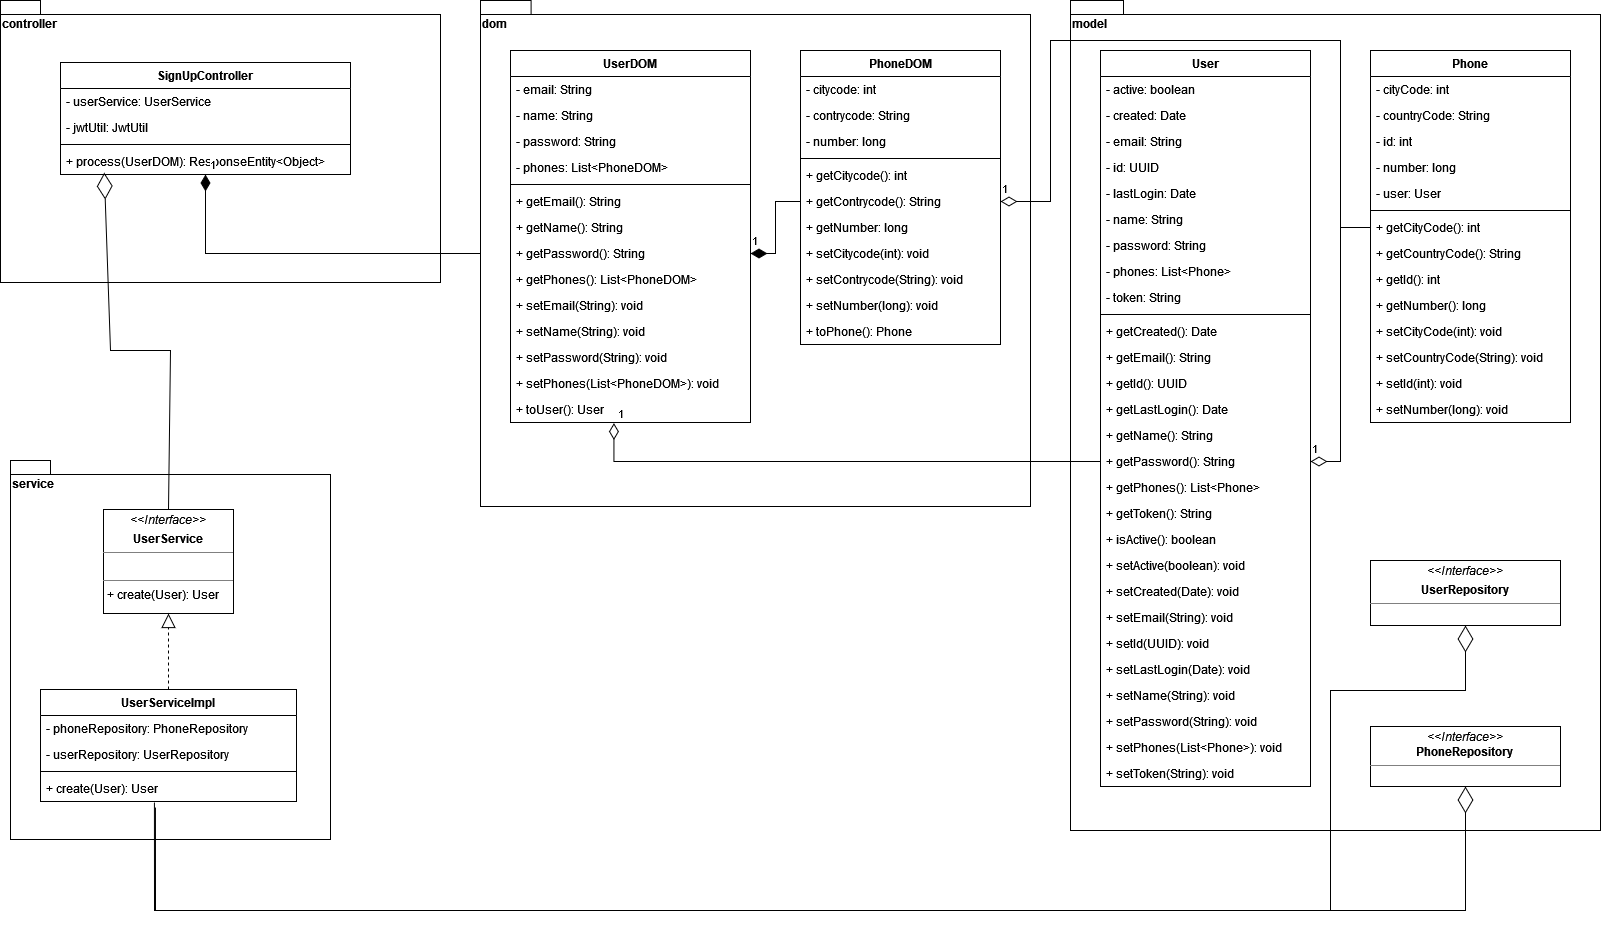 controller
SignUpController
- userService: UserService
- jwtUtil: JwtUtil
+ process(UserDOM): ResponseEntity<Object>
1
dom
UserDOM
- email: String
- name: String
- password: String
- phones: List<PhoneDOM>
+ getEmail(): String
+ getName(): String
+ getPassword(): String
+ getPhones(): List<PhoneDOM>
+ setEmail(String): void
+ setName(String): void
+ setPassword(String): void
+ setPhones(List<PhoneDOM>): void
+ toUser(): User
1
1
PhoneDOM
- citycode: int
- contrycode: String
- number: long
+ getCitycode(): int
+ getContrycode(): String
+ getNumber: long
+ setCitycode(int): void
+ setContrycode(String): void
+ setNumber(long): void
+ toPhone(): Phone
1
model
User
- active: boolean
- created: Date
- email: String
- id: UUID
- lastLogin: Date
- name: String
- password: String
- phones: List<Phone>
- token: String
+ getCreated(): Date
+ getEmail(): String
+ getId(): UUID
+ getLastLogin(): Date
+ getName(): String
+ getPassword(): String
+ getPhones(): List<Phone>
+ getToken(): String
+ isActive(): boolean
+ setActive(boolean): void
+ setCreated(Date): void
+ setEmail(String): void
+ setId(UUID): void
+ setLastLogin(Date): void
+ setName(String): void
+ setPassword(String): void
+ setPhones(List<Phone>): void
+ setToken(String): void
1
Phone
- cityCode: int
- countryCode: String
- id: int
- number: long
- user: User
+ getCityCode(): int
+ getCountryCode(): String
+ getId(): int
+ getNumber(): long
+ setCityCode(int): void
+ setCountryCode(String): void
+ setId(int): void
+ setNumber(long): void
<<Interface>>
UserRepository
<<Interface>>
PhoneRepository
service
<<Interface>>
UserService
+ create(User): User
UserServiceImpl
- phoneRepository: PhoneRepository
- userRepository: UserRepository
+ create(User): User